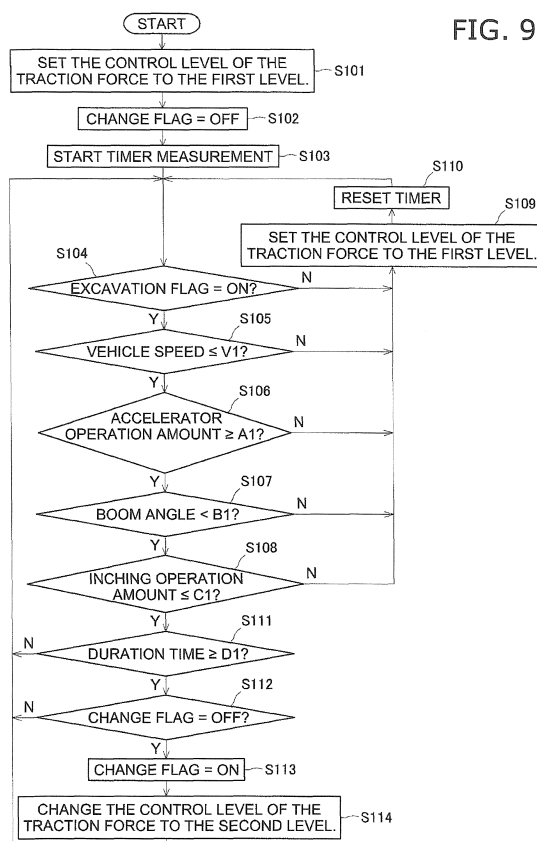 START
FIG. 9
SET THE CONTROL LEVEL OF THE
TRACTION FORCE TO THE FIRST LEVEL.
S101
CHANGE FLAG = OFF
S102
START TIMER MEASUREMENT
S103
S110
RESET TIMER
S109
SET THE CONTROL LEVEL OF THE
TRACTION FORCE TO THE FIRST LEVEL.
S104
EXCAVATION FLAG = ON?
N
Y
S105
VEHICLE SPEED ≤ V1?
N
Y
S106
ACCELERATOR
OPERATION AMOUNT ≥ A1?
N
Y
S107
BOOM ANGLE < B1?
N
Y
S108
INCHING OPERATION
AMOUNT ≤ C1?
N
Y
S111
N
DURATION TIME ≥ D1?
Y
S112
N
CHANGE FLAG = OFF?
Y
CHANGE FLAG = ON
S113
CHANGE THE CONTROL LEVEL OF THE
TRACTION FORCE TO THE SECOND LEVEL.
S114